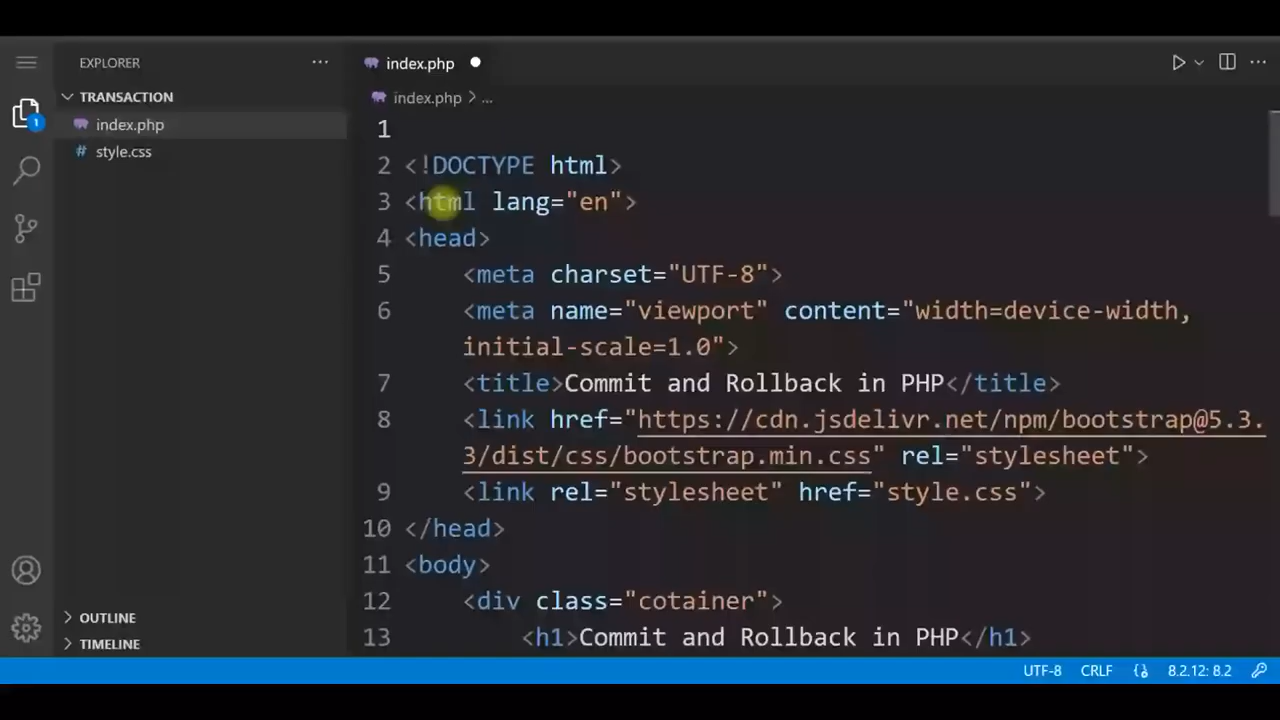 EXPLORER
···
index.php
TRANSACTION
index.php > ...
index.php
# style.css
1
1
2 <!DOCTYPE html>
3 <html lang="en">
4 <head>
5 <meta charset="UTF-8">
6 <meta name="viewport" content="width=device-width,
initial-scale=1.0">
7 <title>Commit and Rollback in PHP</title>
8 <link href="https://cdn.jsdelivr.net/npm/bootstrap@5.3.
3/dist/css/bootstrap.min.css" rel="stylesheet">
9 <link rel="stylesheet" href="style.css">
10 </head>
11 <body>
12 <div class="cotainer">
13 <h1>Commit and Rollback in PHP</h1>
OUTLINE
TIMELINE
UTF-8 CRLF {} 8.2.12: 8.2